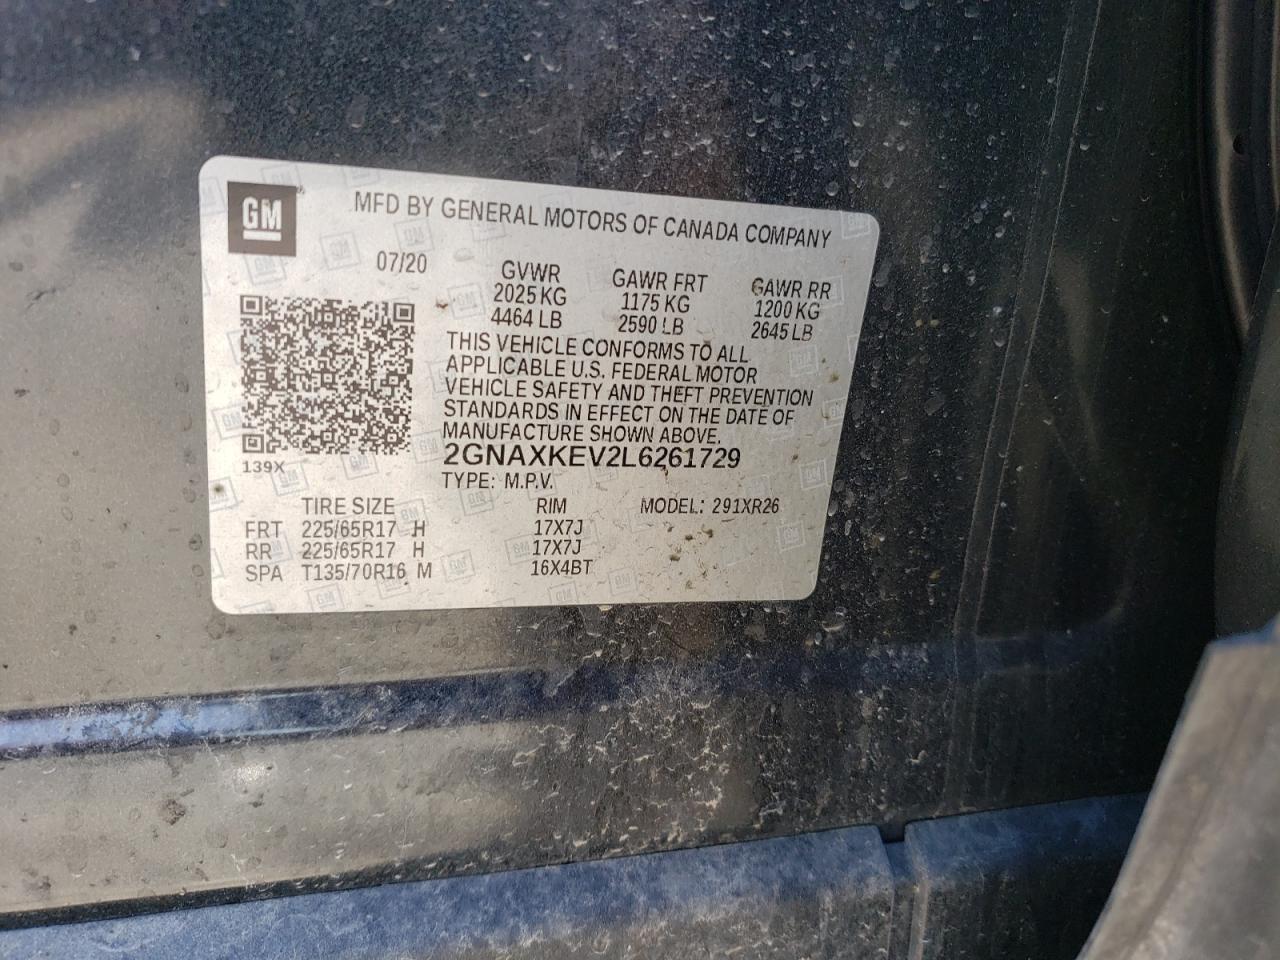 GM
MFD BY GENERAL MOTORS OF CANADA COMPANY
07/20
GVWR GAWR FRT GAWR RR
2025 KG 1175 KG 1200 KG
4464 LB 2590 LB 2645 LB
THIS VEHICLE CONFORMS TO ALL
APPLICABLE U.S. FEDERAL MOTOR
VEHICLE SAFETY AND THEFT PREVENTION
STANDARDS IN EFFECT ON THE DATE OF
MANUFACTURE SHOWN ABOVE.
139X
2GNAXKEV2L6261729
TYPE: M.P.V.
TIRE SIZE RIM MODEL: 291XR26
FRT 225/65R17 H 17X7J
RR 225/65R17 H 17X7J
SPA T135/70R16 M 16X4BT